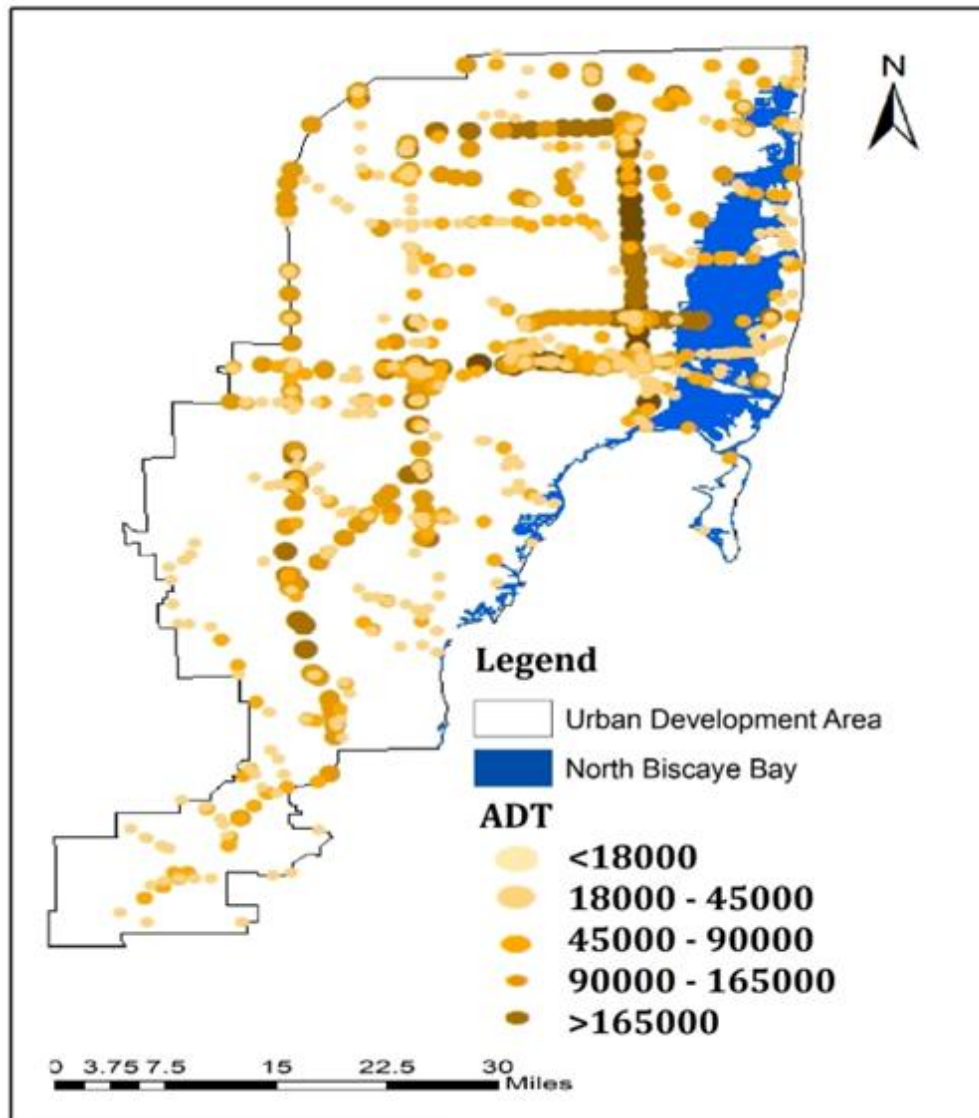 N
Legend
Urban Development Area
North Biscaye Bay
ADT
<18000
18000 - 45000
45000 - 90000
90000 - 165000
>165000
0 3.75 7.5 15 22.5 30
Miles